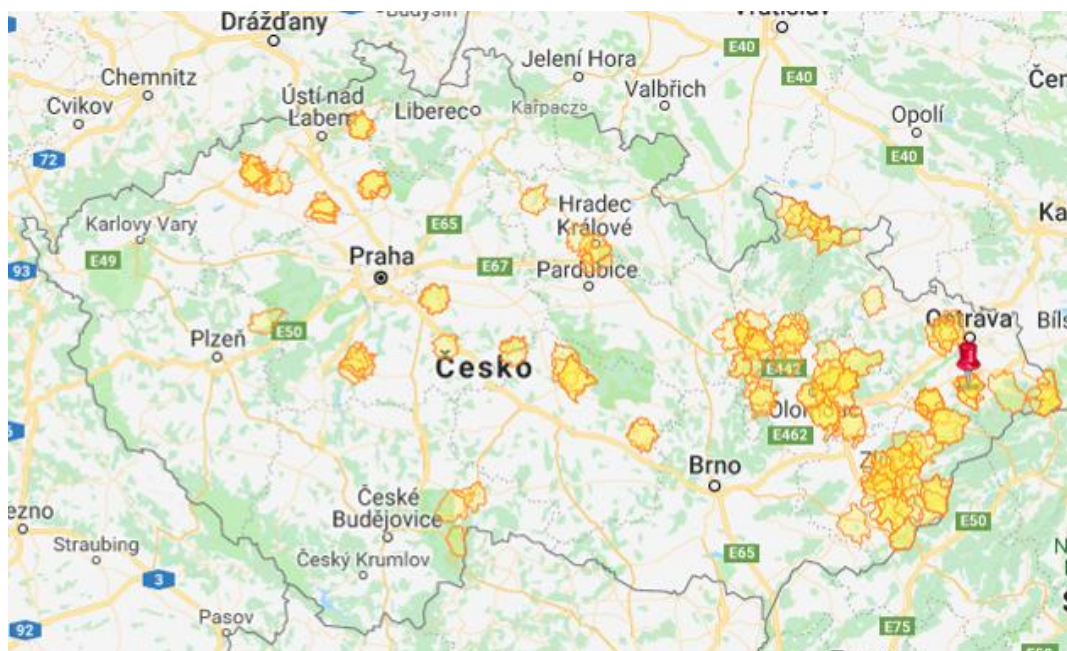 Budyšín
Vratislav
Drážďany
E40
Jelení Hora
Chemnitz
Valbřich
E40
Cvikov
Ústí nad
Labem
Liberec
Karpacz
Opolí
72
E40
Karlovy Vary
E65
Hradec
Králové
E49
Praha
E67
93
Pardubice
Plzeň
E50
Ostrava
Česko
E442
Olomouc
E462
Brno
České
Budějovice
E50
Straubing
Český Krumlov
E65
3
Pasov
92
E75